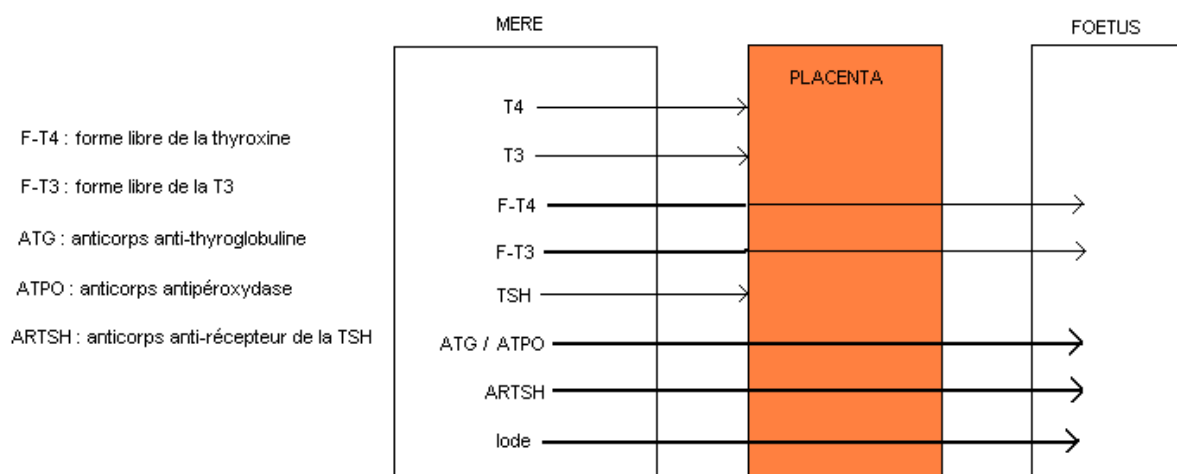 MERE
FOETUS
PLACENTA
T4
F-T4 : forme libre de la thyroxine
T3
F-T3 : forme libre de la T3
F-T4
ATG : anticorps anti-thyroglobuline
F-T3
ATPO : anticorps antipéroxydase
TSH
ARTSH : anticorps anti-récepteur de la TSH
ATG / ATPO
ARTSH
Iode